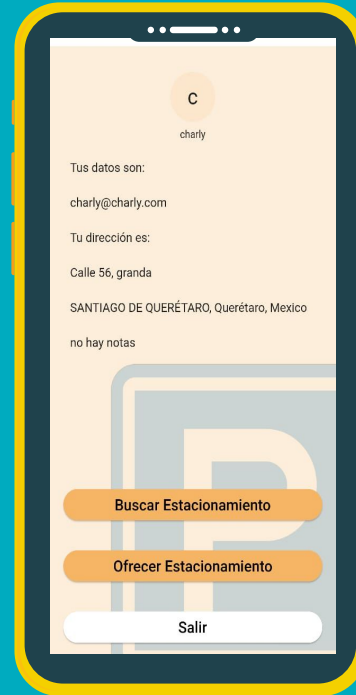 C
charly
Tus datos son:
charly@charly.com
Tu dirección es:
Calle 56, granda
SANTIAGO DE QUERÉTARO, Querétaro, Mexico
no hay notas
P
Buscar Estacionamiento
Ofrecer Estacionamiento
Salir